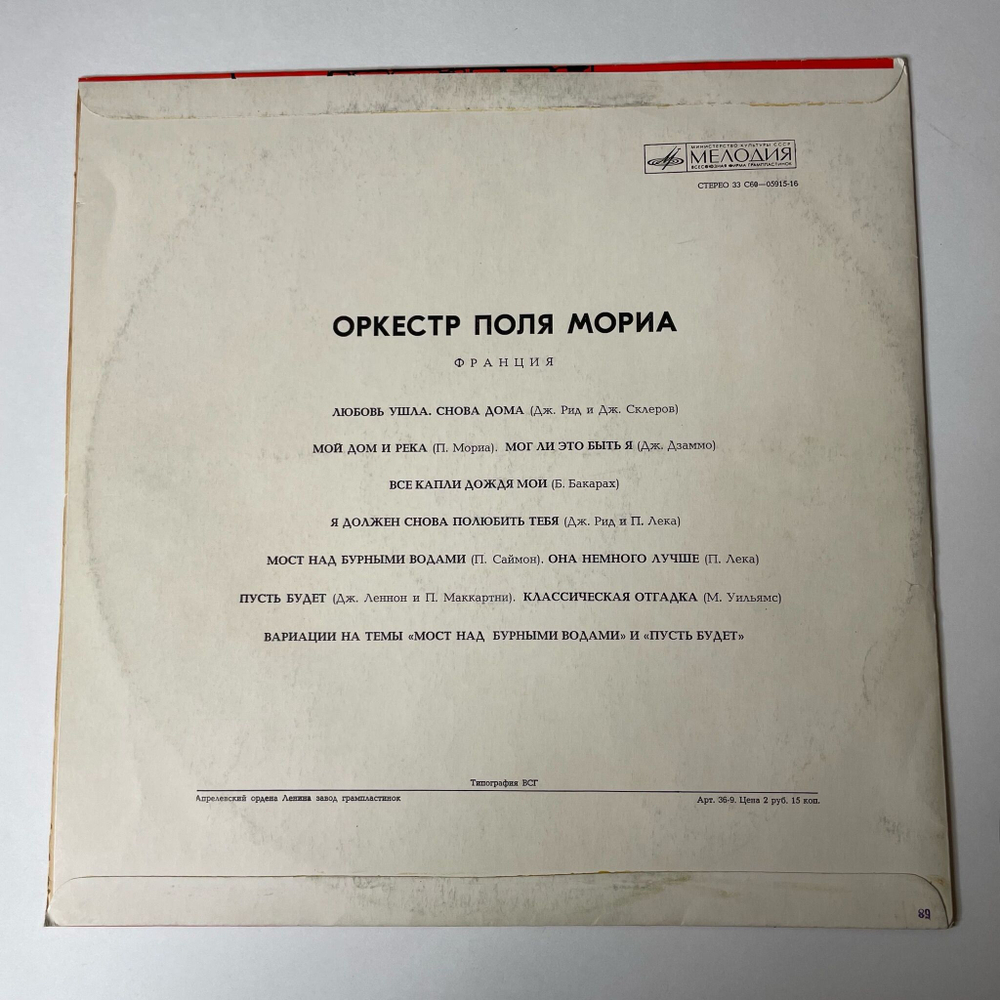 МИНИСТЕРСТВО КУЛЬТУРЫ СССР
МЕЛОДИЯ
ВСЕСОЮЗНАЯ ФИРМА ГРАМПЛАСТИНОК
СТЕРЕО 33 С60—05915-16
ОРКЕСТР ПОЛЯ МОРИА
ФРАНЦИЯ
ЛЮБОВЬ УШЛА. СНОВА ДОМА (Дж. Рид и Дж. Склеров)
МОЙ ДОМ И РЕКА (П. Мориа). МОГ ЛИ ЭТО БЫТЬ Я (Дж. Дзаммо)
ВСЕ КАПЛИ ДОЖДЯ МОИ (Б. Бакарах)
Я ДОЛЖЕН СНОВА ПОЛЮБИТЬ ТЕБЯ (Дж. Рид и П. Лека)
МОСТ НАД БУРНЫМИ ВОДАМИ (П. Саймон). ОНА НЕМНОГО ЛУЧШЕ (П. Лека)
ПУСТЬ БУДЕТ (Дж. Леннон и П. Маккартни). КЛАССИЧЕСКАЯ ОТГАДКА (М. Уильямс)
ВАРИАЦИИ НА ТЕМЫ «МОСТ НАД БУРНЫМИ ВОДАМИ» И «ПУСТЬ БУДЕТ»
Типография ВСГ
Апрелевский ордена Ленина завод грампластинок
Арт. 36-9. Цена 2 руб. 15 коп.